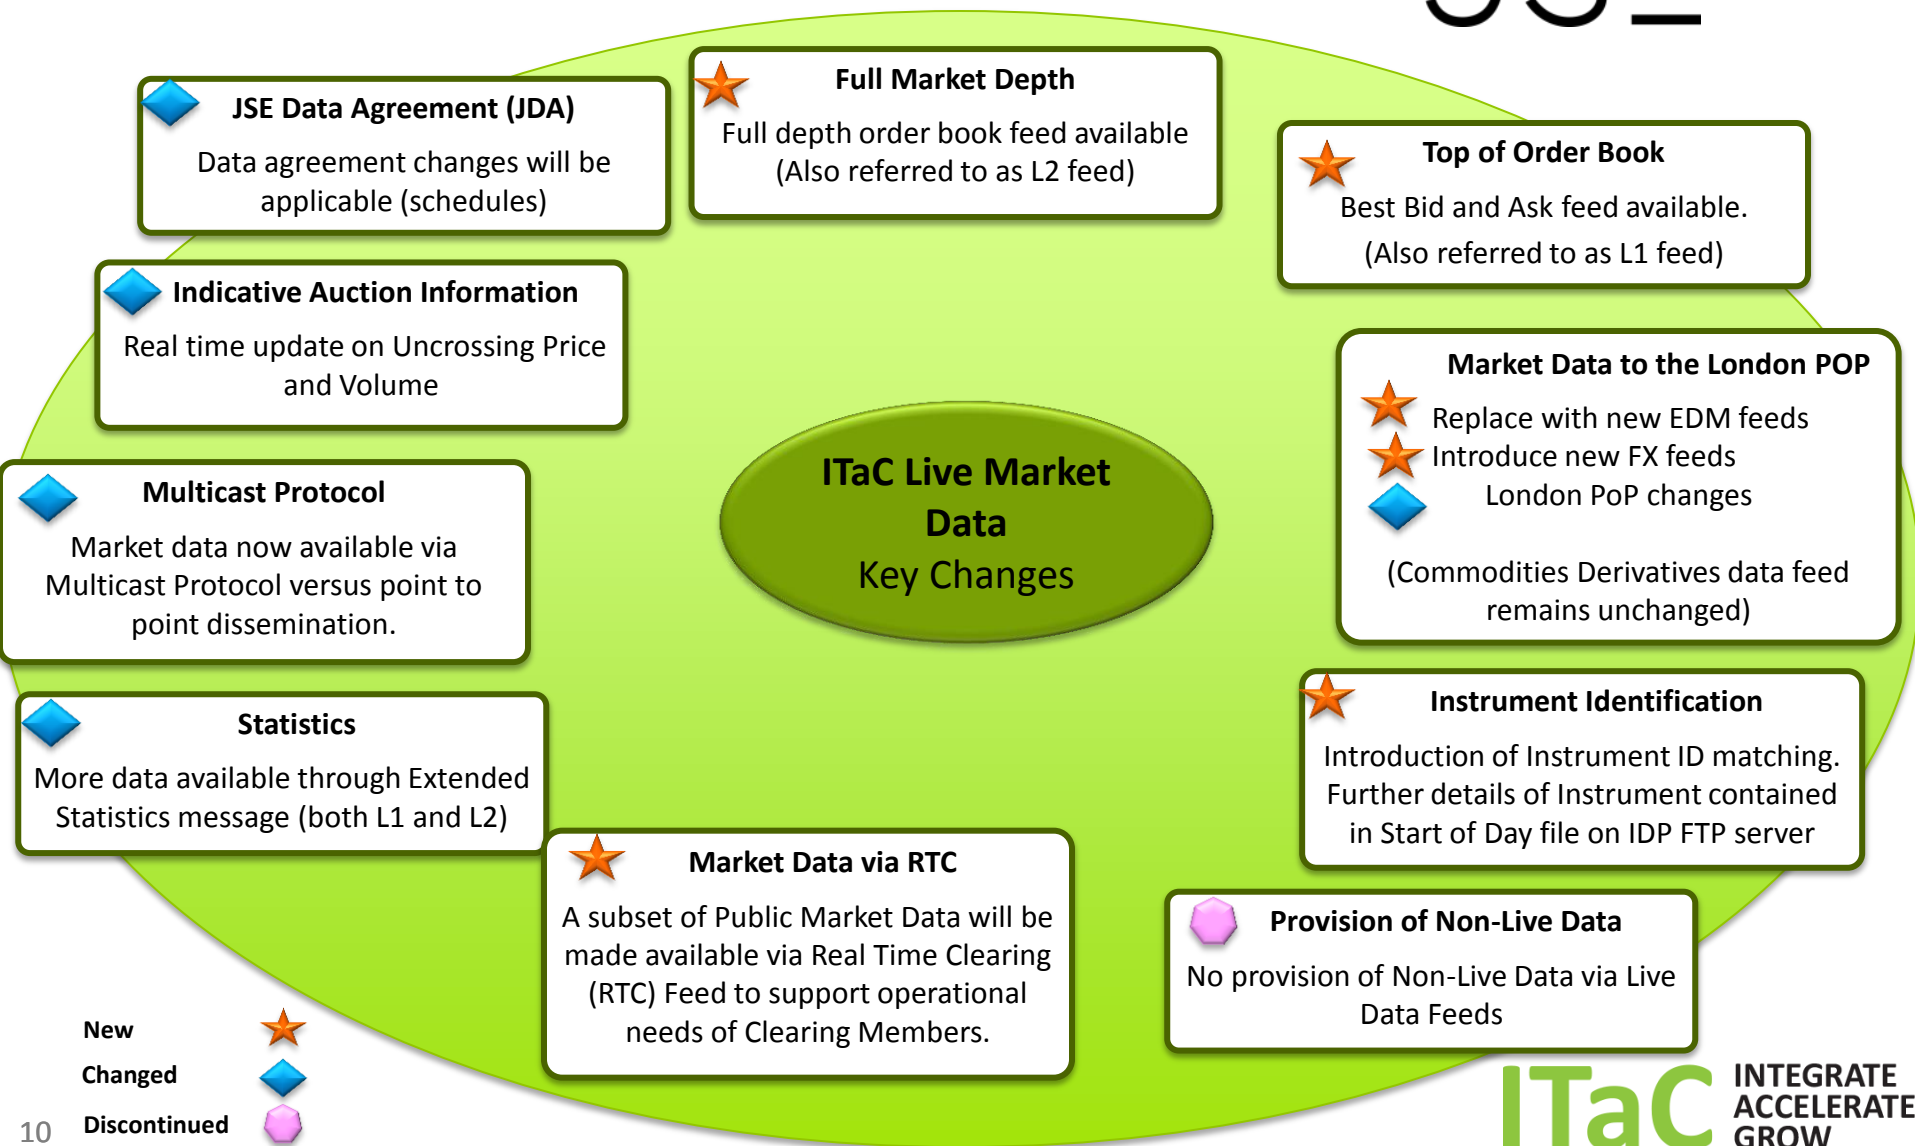 JSE Data Agreement (JDA)
Data agreement changes will be
applicable (schedules)
Full Market Depth
Full depth order book feed available
(Also referred to as L2 feed)
Top of Order Book
Best Bid and Ask feed available.
(Also referred to as L1 feed)
Indicative Auction Information
Real time update on Uncrossing Price
and Volume
Market Data to the London POP
Replace with new EDM feeds
Introduce new FX feeds
London PoP changes
(Commodities Derivatives data feed
remains unchanged)
ITaC Live Market
Data
Key Changes
Multicast Protocol
Market data now available via
Multicast Protocol versus point to
point dissemination.
Statistics
More data available through Extended
Statistics message (both L1 and L2)
Instrument Identification
Introduction of Instrument ID matching.
Further details of Instrument contained
in Start of Day file on IDP FTP server
Market Data via RTC
A subset of Public Market Data will be
made available via Real Time Clearing
(RTC) Feed to support operational
needs of Clearing Members.
Provision of Non-Live Data
No provision of Non-Live Data via Live
Data Feeds
New
Changed
Discontinued
10
ITaC
INTEGRATE
ACCELERATE
GROW